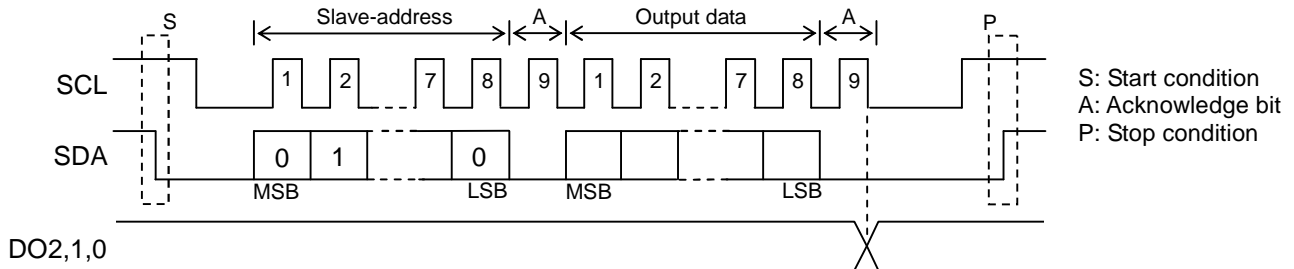 S Slave-address A Output data A P
SCL 1 2 7 8 9 1 2 7 8 9
S: Start condition
A: Acknowledge bit
P: Stop condition
SDA 0 1 0
MSB LSB MSB LSB
DO2,1,0